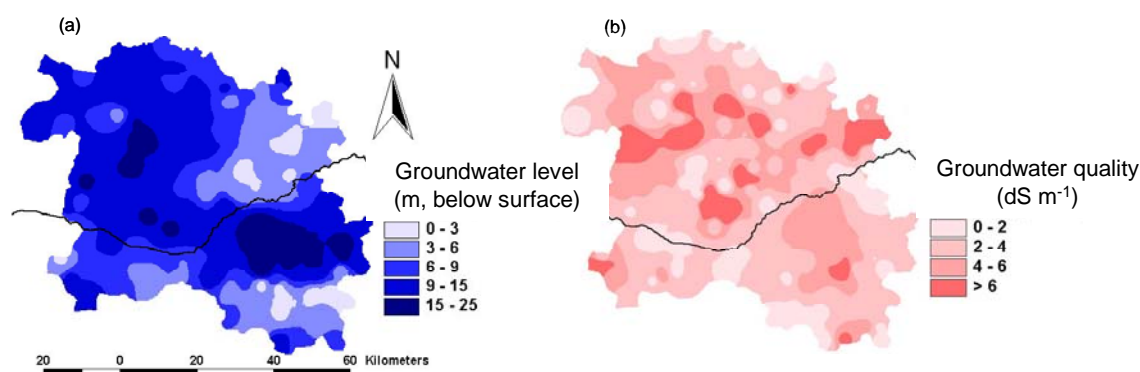 (a)
N
Groundwater level
(m, below surface)
0 - 3
3 - 6
6 - 9
9 - 15
15 - 25
20 0 20 40 60 Kilometers
(b)
Groundwater quality
(dS m-1)
0 - 2
2 - 4
4 - 6
> 6